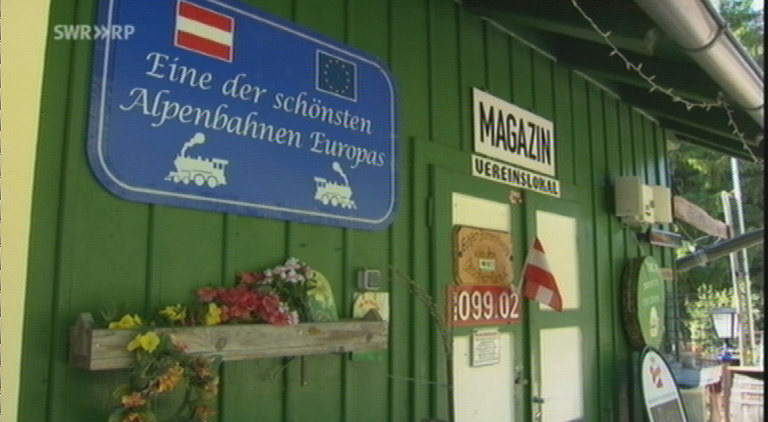 SWR»RP
Eine der schönsten
Alpenbahnen Europas
MAGAZIN
VEREINSLOKAL
099.02